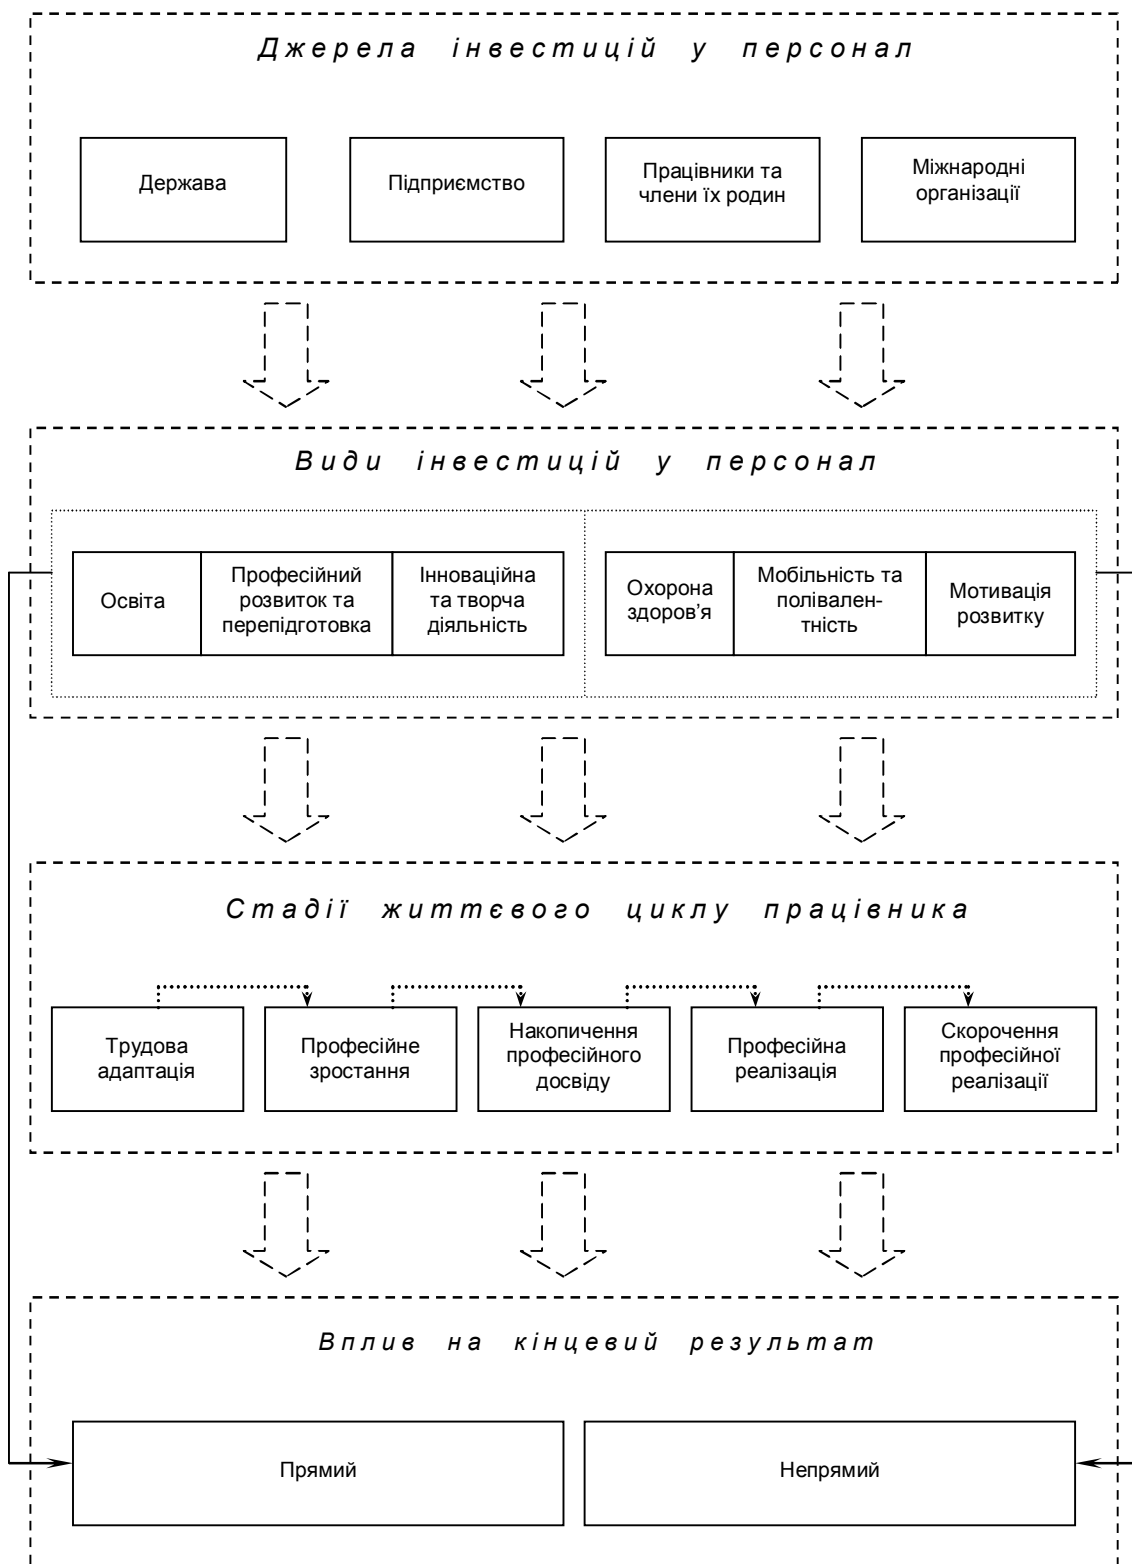 Джерела інвестицій у персонал
Держава
Підприємство
Працівники та
члени їх родин
Міжнародні
організації
Види інвестицій у персонал
Освіта
Професійний
розвиток та
перепідготовка
Інноваційна
та творча
діяльність
Охорона
здоров’я
Мобільність та
полівален-
тність
Мотивація
розвитку
Стадії життєвого циклу працівника
Трудова
адаптація
Професійне
зростання
Накопичення
професійного
досвіду
Професійна
реалізація
Скорочення
професійної
реалізації
Вплив на кінцевий результат
Прямий
Непрямий